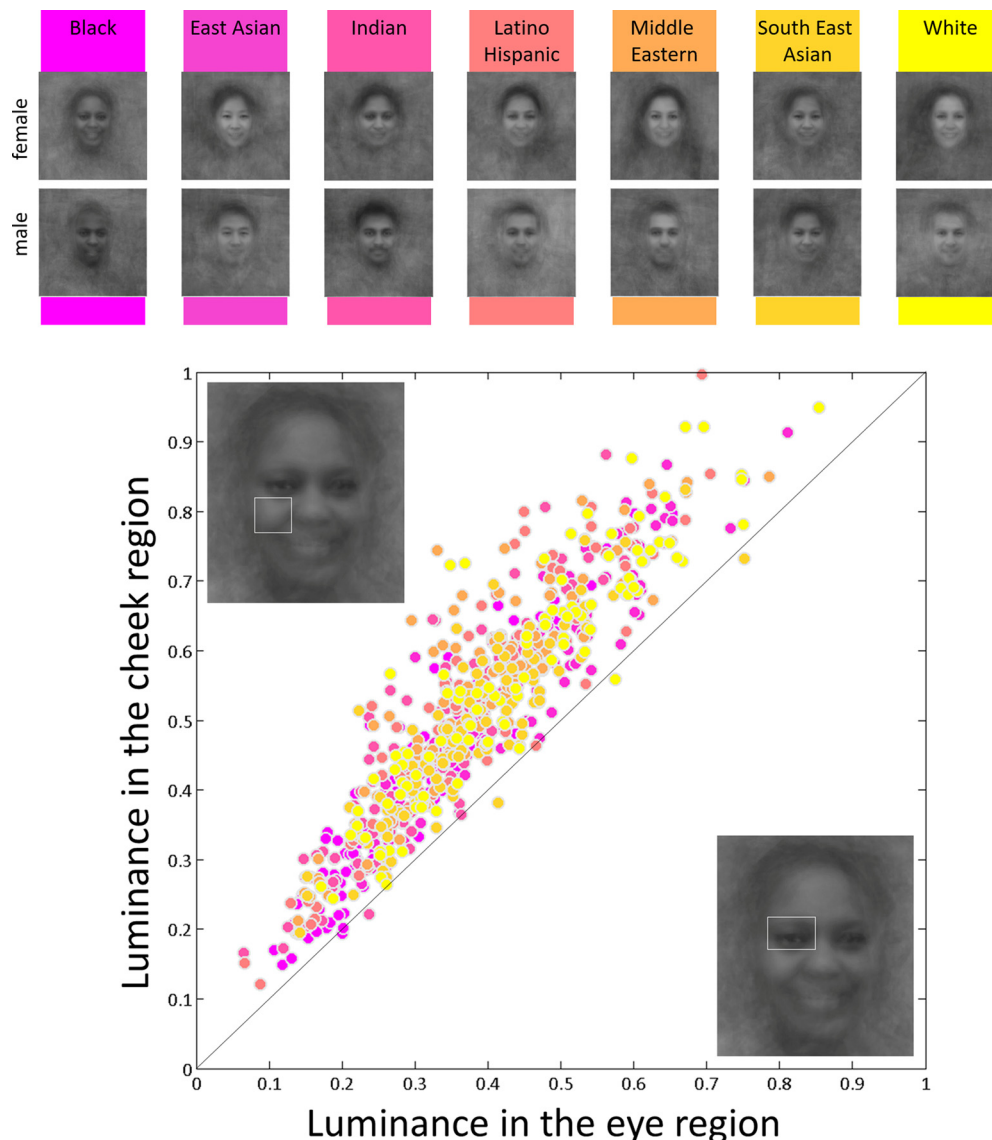 Black
East Asian
Indian
Latino
Hispanic
Middle
Eastern
South East
Asian
White
female
male
Luminance in the cheek region
1
0.9
0.8
0.7
0.6
0.5
0.4
0.3
0.2
0.1
0
0 0.1 0.2 0.3 0.4 0.5 0.6 0.7 0.8 0.9 1
Luminance in the eye region